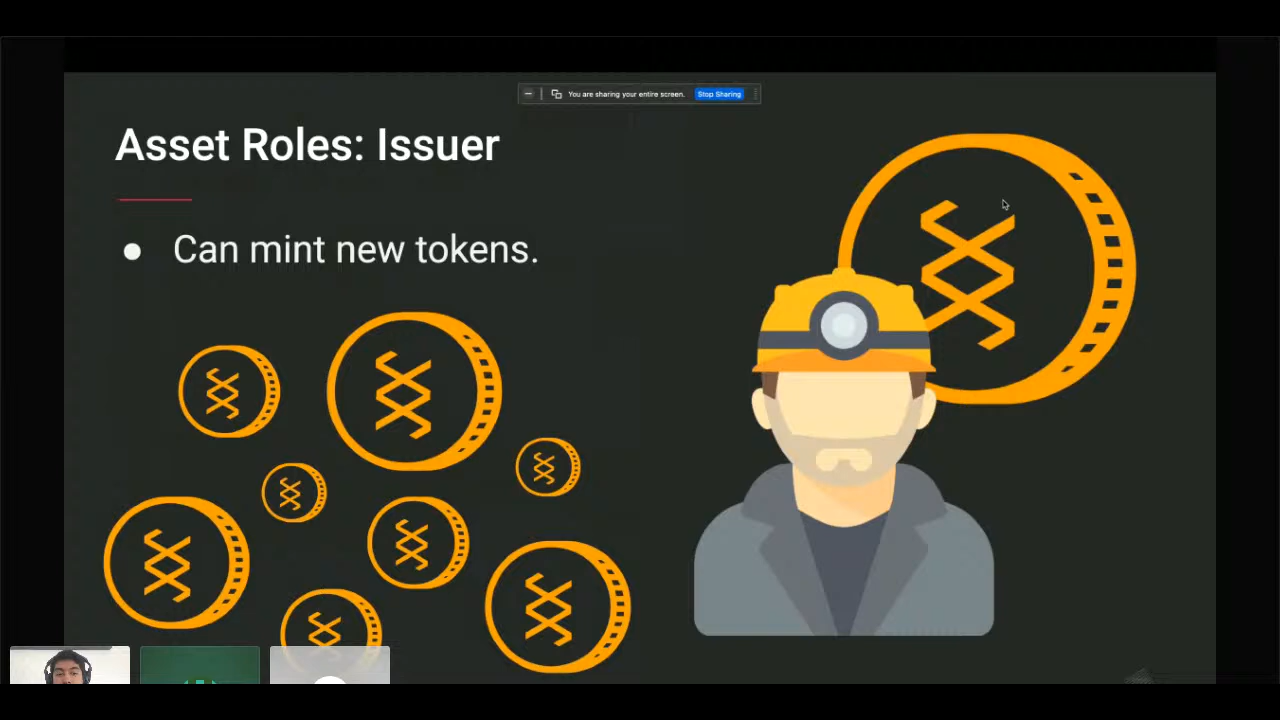 You are sharing your entire screen. Stop Sharing
Asset Roles: Issuer
● Can mint new tokens.